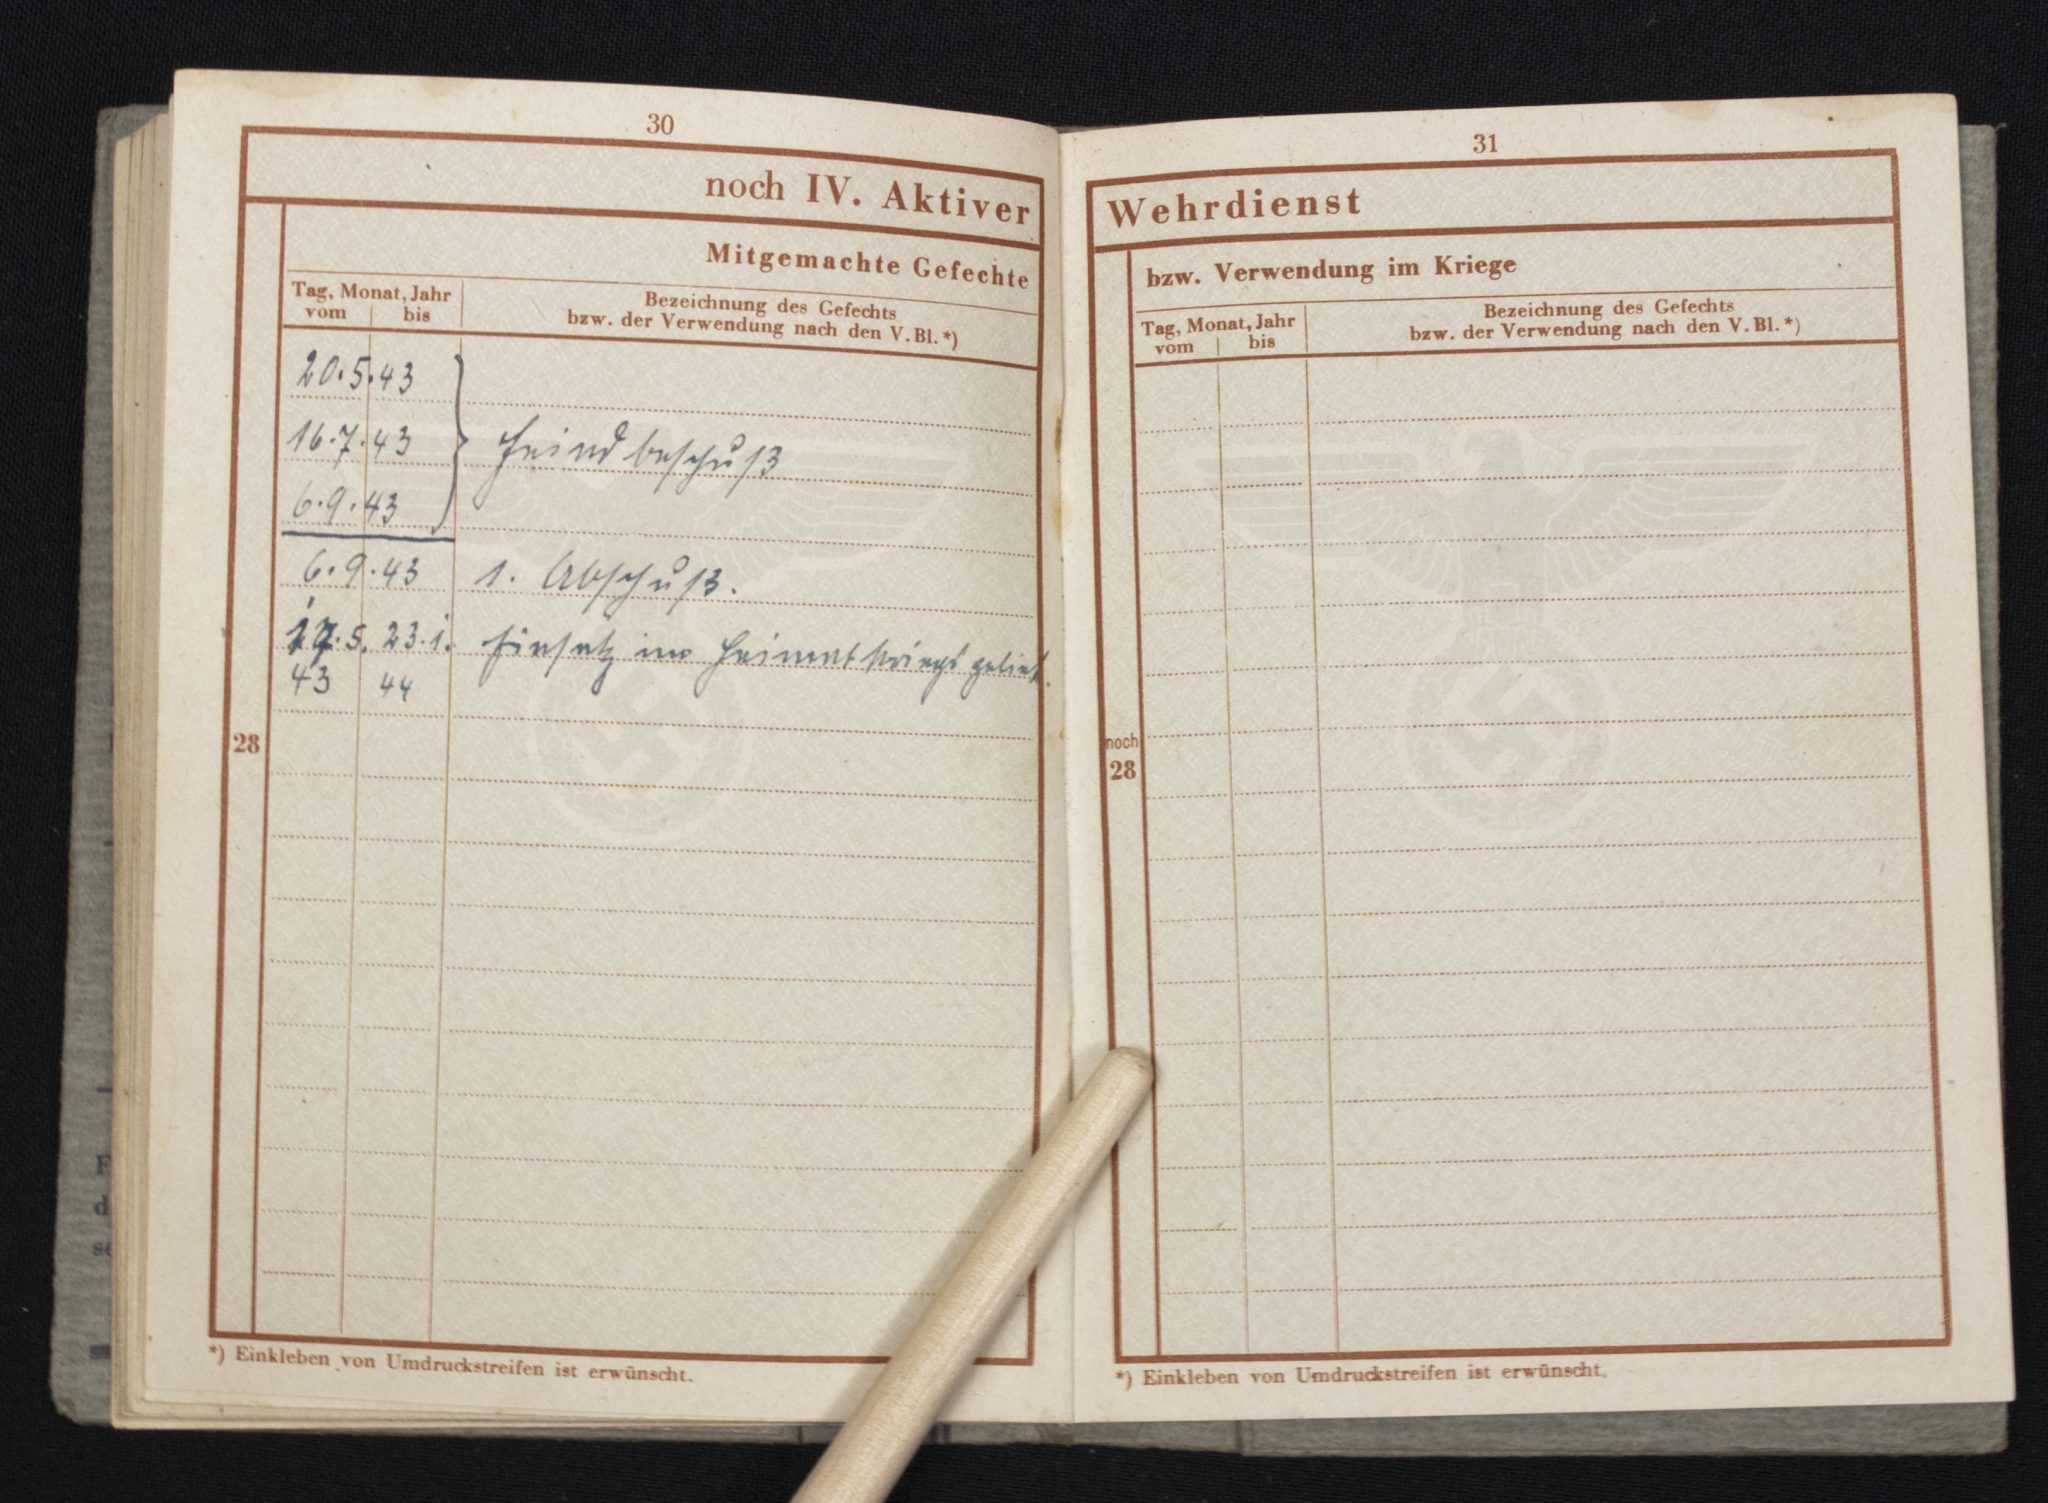 30
noch IV. Aktiver
Mitgemachte Gefechte
Tag, Monat, Jahr
vom bis
Bezeichnung des Gefechts
bzw. der Verwendung nach den V. Bl.*)
20.5.43
16.7.43 Feindbeschuß
6.9.43
6.9.43 1. Abschuß.
5. 23.1. Einsatz im Heimatkriegsgebiet.
43 44
28
*) Einkleben von Umdruckstreifen ist erwünscht.
31
Wehrdienst
bzw. Verwendung im Kriege
Tag, Monat, Jahr
vom bis
Bezeichnung des Gefechts
bzw. der Verwendung nach den V. Bl.*)
noch
28
*) Einkleben von Umdruckstreifen ist erwünscht.